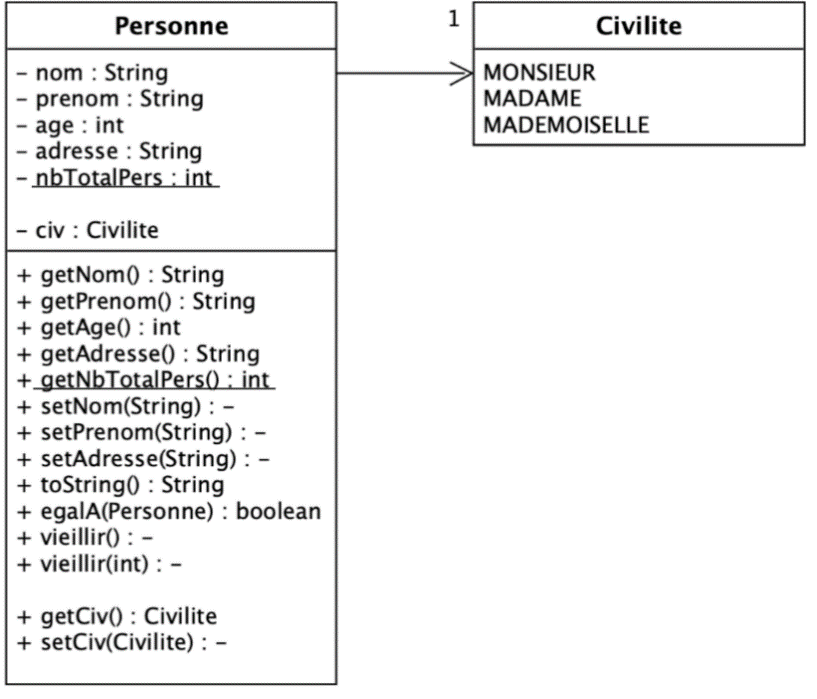 Personne
- nom : String
- prenom : String
- age : int
- adresse : String
- nbTotalPers : int
- civ : Civilite
+ getNom() : String
+ getPrenom() : String
+ getAge() : int
+ getAdresse() : String
+ getNbTotalPers() : int
+ setNom(String) : -
+ setPrenom(String) : -
+ setAdresse(String) : -
+ toString() : String
+ egalA(Personne) : boolean
+ vieillir() : -
+ vieillir(int) : -
+ getCiv() : Civilite
+ setCiv(Civilite) : -
1
Civilite
MONSIEUR
MADAME
MADEMOISELLE